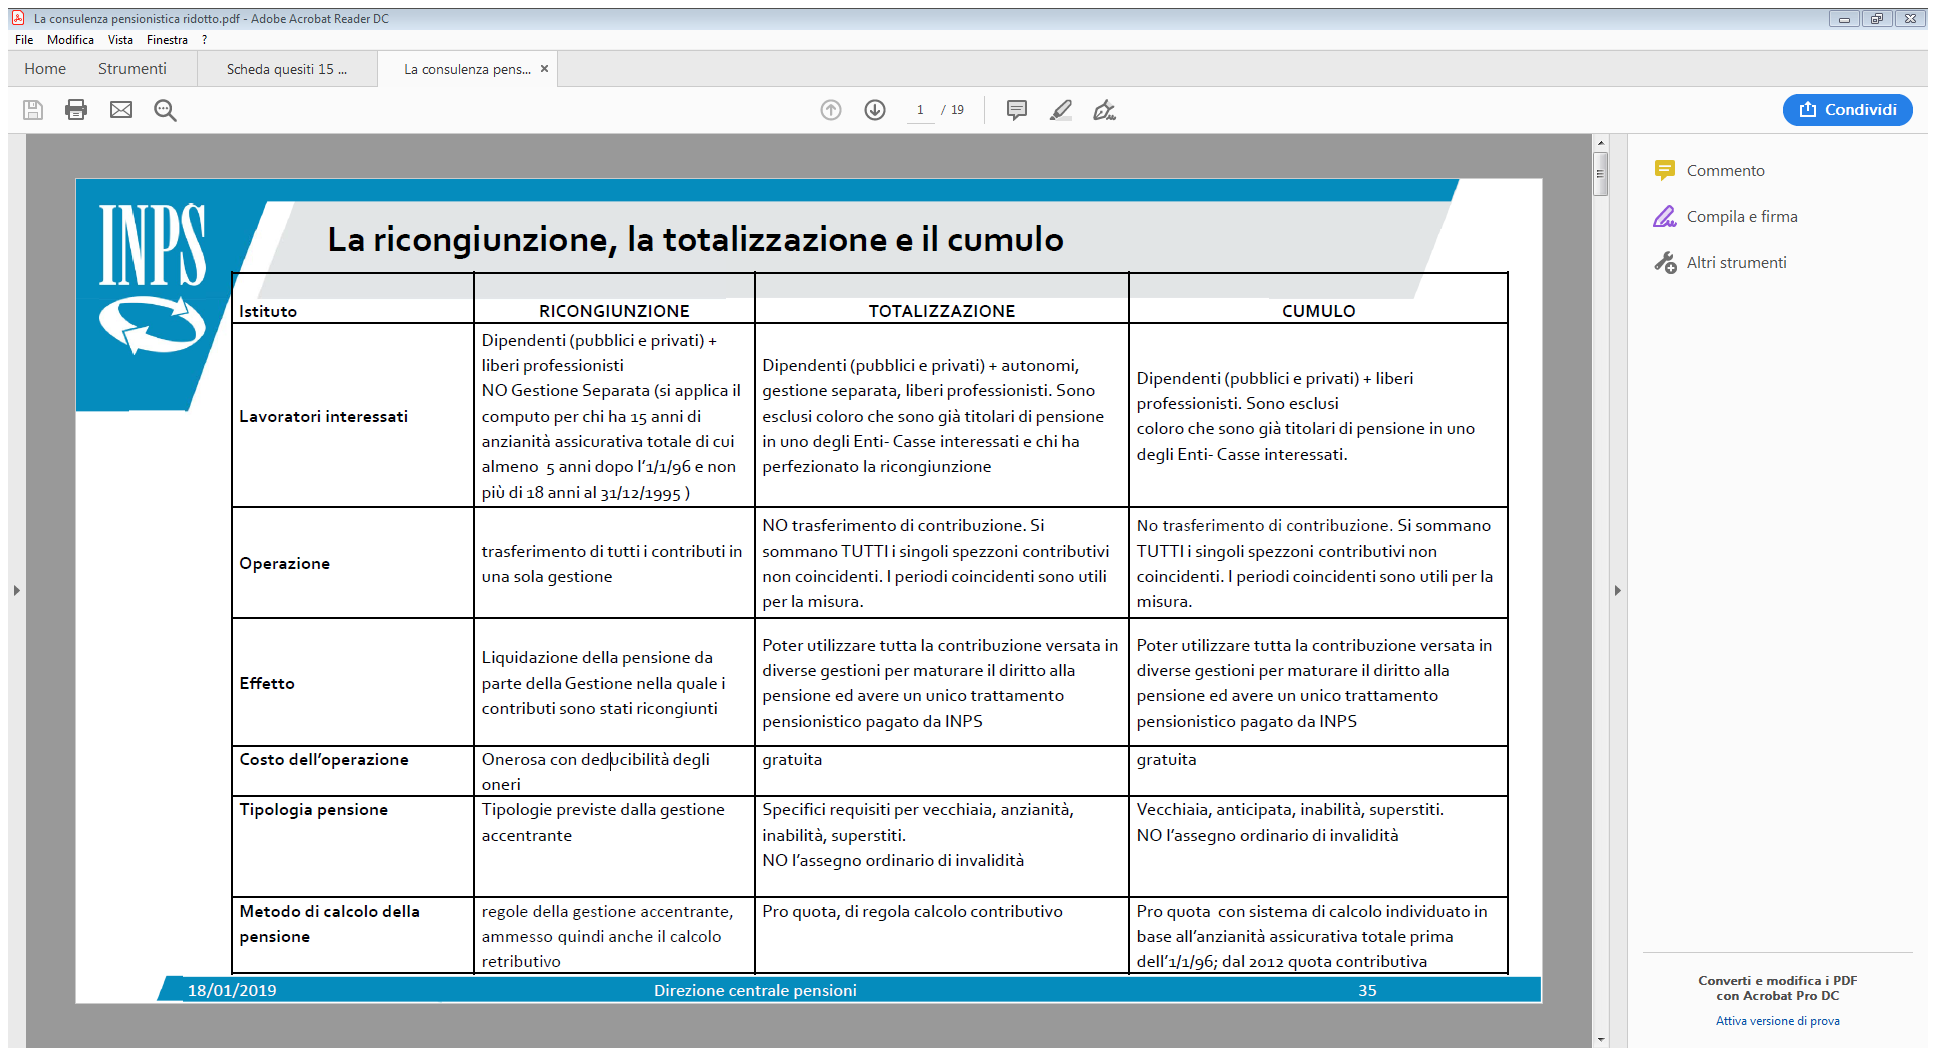 La consulenza pensionistica ridotto.pdf - Adobe Acrobat Reader DC
File Modifica Vista Finestra ?
Home Strumenti Scheda quesiti 15 ... La consulenza pens... ×
1 / 19
Condividi
Commento
Compila e firma
Altri strumenti
INPS
La ricongiunzione, la totalizzazione e il cumulo
Istituto RICONGIUNZIONE TOTALIZZAZIONE CUMULO
Lavoratori interessati
Dipendenti (pubblici e privati) +
liberi professionisti
NO Gestione Separata (si applica il
computo per chi ha 15 anni di
anzianità assicurativa totale di cui
almeno 5 anni dopo l’1/1/96 e non
più di 18 anni al 31/12/1995 )
Dipendenti (pubblici e privati) + autonomi,
gestione separata, liberi professionisti. Sono
esclusi coloro che sono già titolari di pensione
in uno degli Enti- Casse interessati e chi ha
perfezionato la ricongiunzione
Dipendenti (pubblici e privati) + liberi
professionisti. Sono esclusi
coloro che sono già titolari di pensione in uno
degli Enti- Casse interessati.
Operazione
trasferimento di tutti i contributi in
una sola gestione
NO trasferimento di contribuzione. Si
sommano TUTTI i singoli spezzoni contributivi
non coincidenti. I periodi coincidenti sono utili
per la misura.
No trasferimento di contribuzione. Si sommano
TUTTI i singoli spezzoni contributivi non
coincidenti. I periodi coincidenti sono utili per la
misura.
Effetto
Liquidazione della pensione da
parte della Gestione nella quale i
contributi sono stati ricongiunti
Poter utilizzare tutta la contribuzione versata in
diverse gestioni per maturare il diritto alla
pensione ed avere un unico trattamento
pensionistico pagato da INPS
Poter utilizzare tutta la contribuzione versata in
diverse gestioni per maturare il diritto alla
pensione ed avere un unico trattamento
pensionistico pagato da INPS
Costo dell’operazione
Onerosa con deducibilità degli
oneri
gratuita
gratuita
Tipologia pensione
Tipologie previste dalla gestione
accentrante
Specifici requisiti per vecchiaia, anzianità,
inabilità, superstiti.
NO l’assegno ordinario di invalidità
Vecchiaia, anticipata, inabilità, superstiti.
NO l’assegno ordinario di invalidità
Metodo di calcolo della
pensione
regole della gestione accentrante,
ammesso quindi anche il calcolo
retributivo
Pro quota, di regola calcolo contributivo
Pro quota con sistema di calcolo individuato in
base all’anzianità assicurativa totale prima
dell’1/1/96; dal 2012 quota contributiva
18/01/2019 Direzione centrale pensioni 35
Converti e modifica i PDF
con Acrobat Pro DC
Attiva versione di prova